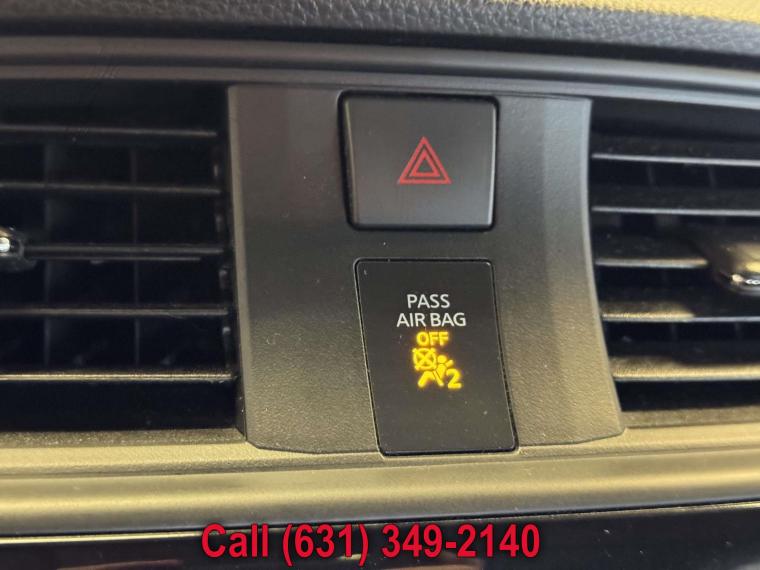 PASS
AIR BAG
OFF
2
Call (631) 349-2140